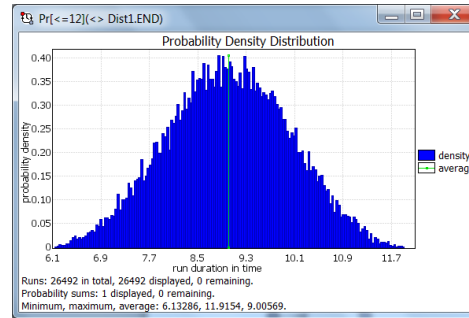 Pr[<=12](<> Dist1.END)
Probability Density Distribution
probability density
0.40
0.35
0.30
0.25
0.20
0.15
0.10
0.05
0
6.1 6.9 7.7 8.5 9.3 10.1 10.9 11.7
run duration in time
density
average
Runs: 26492 in total, 26492 displayed, 0 remaining.
Probability sums: 1 displayed, 0 remaining.
Minimum, maximum, average: 6.13286, 11.9154, 9.00569.